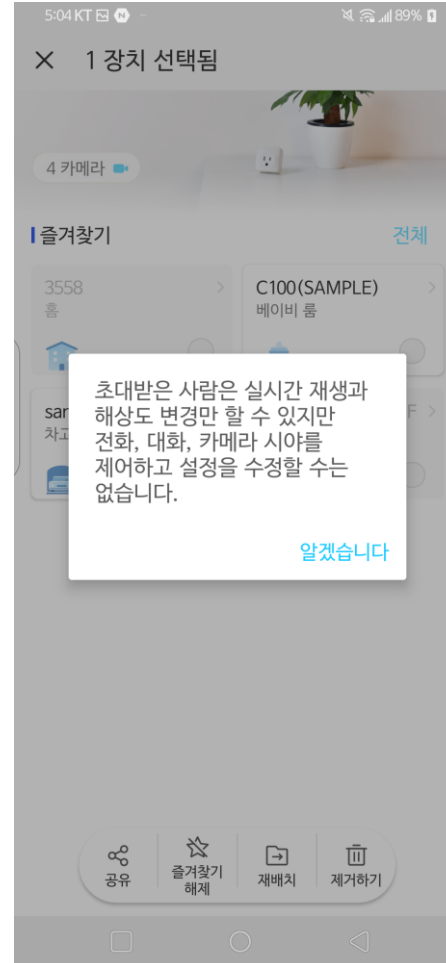 5:04 KT
89%
1 장치 선택됨
4 카메라
즐겨찾기 전체
3558
홈
C100(SAMPLE)
베이비 룸
sar
차고
F
초대받은 사람은 실시간 재생과
해상도 변경만 할 수 있지만
전화, 대화, 카메라 시야를
제어하고 설정을 수정할 수는
없습니다.
알겠습니다
공유
즐겨찾기
해제
재배치
제거하기